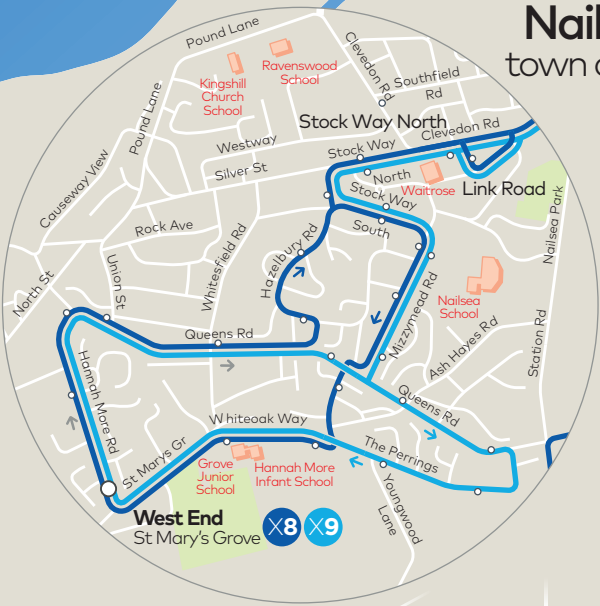 Nail
town c
Pound Lane
Ravenswood
School
Kingshill
Church
School
Clevedon Rd
Southfield
Rd
Stock Way North
Clevedon Rd
Pound Lane
Westway
Stock Way
North
Silver St
Waitrose
Link Road
Stock Way
South
Causeway View
Rock Ave
Whitesfield Rd
Hazelbury Rd
Nailsea Park
North St
Union St
Nailsea
School
Mizzymead Rd
Ash Hayes Rd
Station Rd
Queens Rd
Hannah Mare Rd
Queens Rd
Whiteoak Way
St Marys Gr
The Perrings
Grove
Junior
School
Hannah More
Infant School
Youngwood
Lane
West End
St Mary's Grove
X8
X9